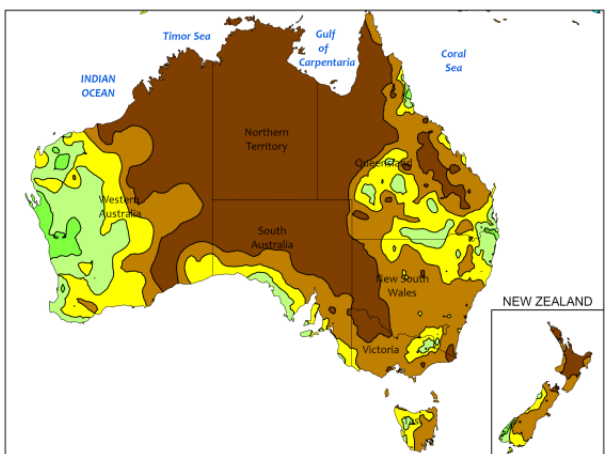 Timor Sea
Gulf
of
Carpentaria
Coral
Sea
INDIAN
OCEAN
Northern
Territory
Queensland
Western
Australia
South
Australia
New South
Wales
NEW ZEALAND
Victoria